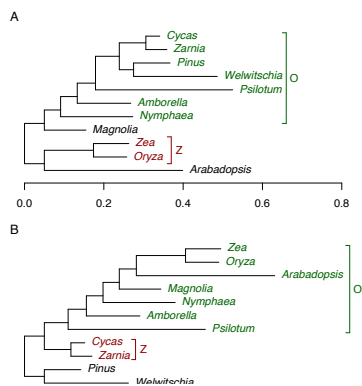 A
Cycas
Zarnia
Pinus
Welwitschia
O
Psilotum
Amborella
Nymphaea
Magnolia
Zea
Z
Oryza
Arabadopsis
0.0 0.2 0.4 0.6 0.8
B
Zea
Oryza
Arabadopsis
Magnolia
O
Nymphaea
Amborella
Psilotum
Cycas
Z
Zarnia
Pinus
Welwitschia